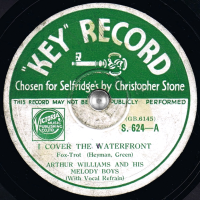 "KEY" RECORD
Chosen for Selfridge's by Christopher Stone
THIS RECORD MAY NOT BE PUBLICLY PERFORMED
VICTORIA
(GB.6145)
S. 624—A
I COVER THE WATERFRONT
Fox-Trot (Herman, Green)
ARTHUR WILLIAMS AND HIS
MELODY BOYS
(With Vocal Refrain)